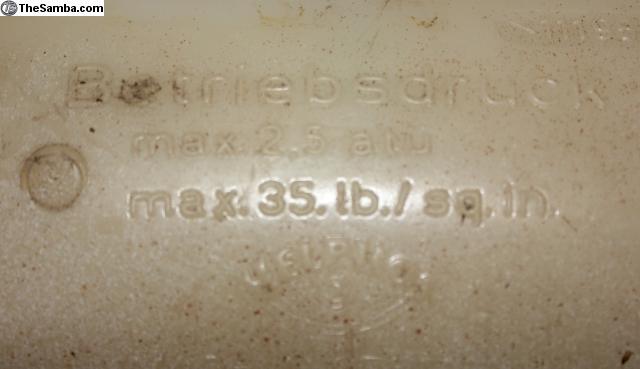 TheSamba.com
Betriebsdruck
max. 2,5 atü
max. 35. lb./ sq. in.